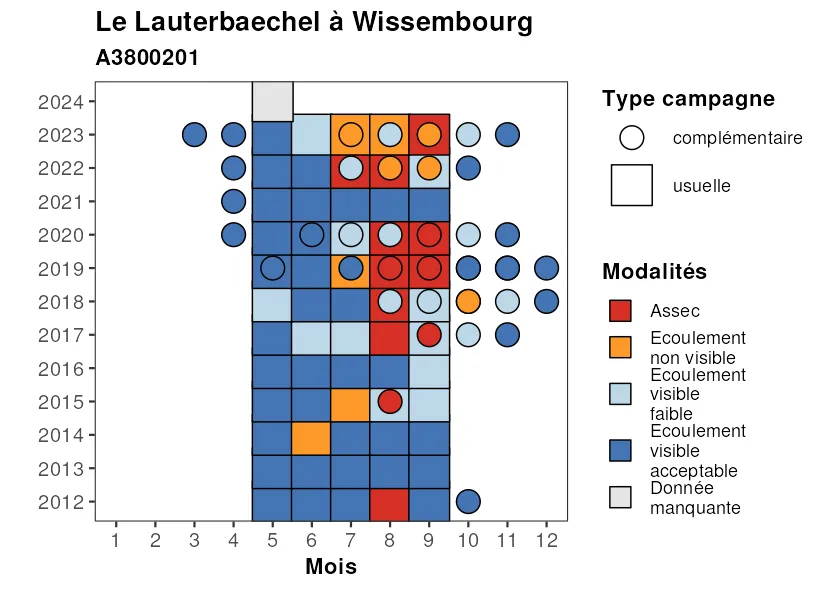 Le Lauterbaechel à Wissembourg
A3800201
2024
2023
2022
2021
2020
2019
2018
2017
2016
2015
2014
2013
2012
1 2 3 4 5 6 7 8 9 10 11 12
Mois
Type campagne
complémentaire
usuelle
Modalités
Assec
Ecoulement
non visible
Ecoulement
visible
faible
Ecoulement
visible
acceptable
Donnée
manquante